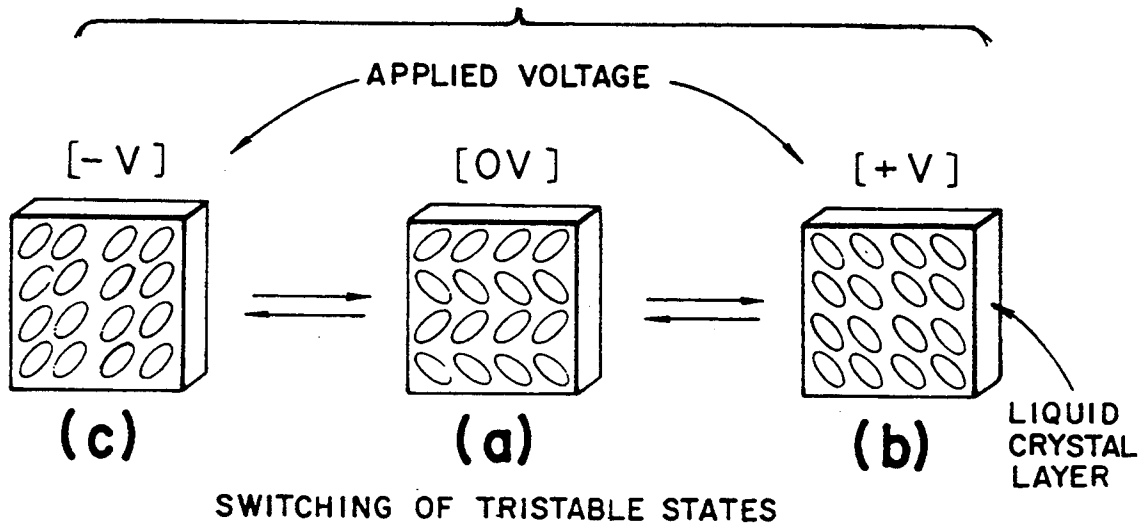 APPLIED VOLTAGE
[-V] [OV] [+V]
(c) (a) (b)
LIQUID
CRYSTAL
LAYER
SWITCHING OF TRISTABLE STATES